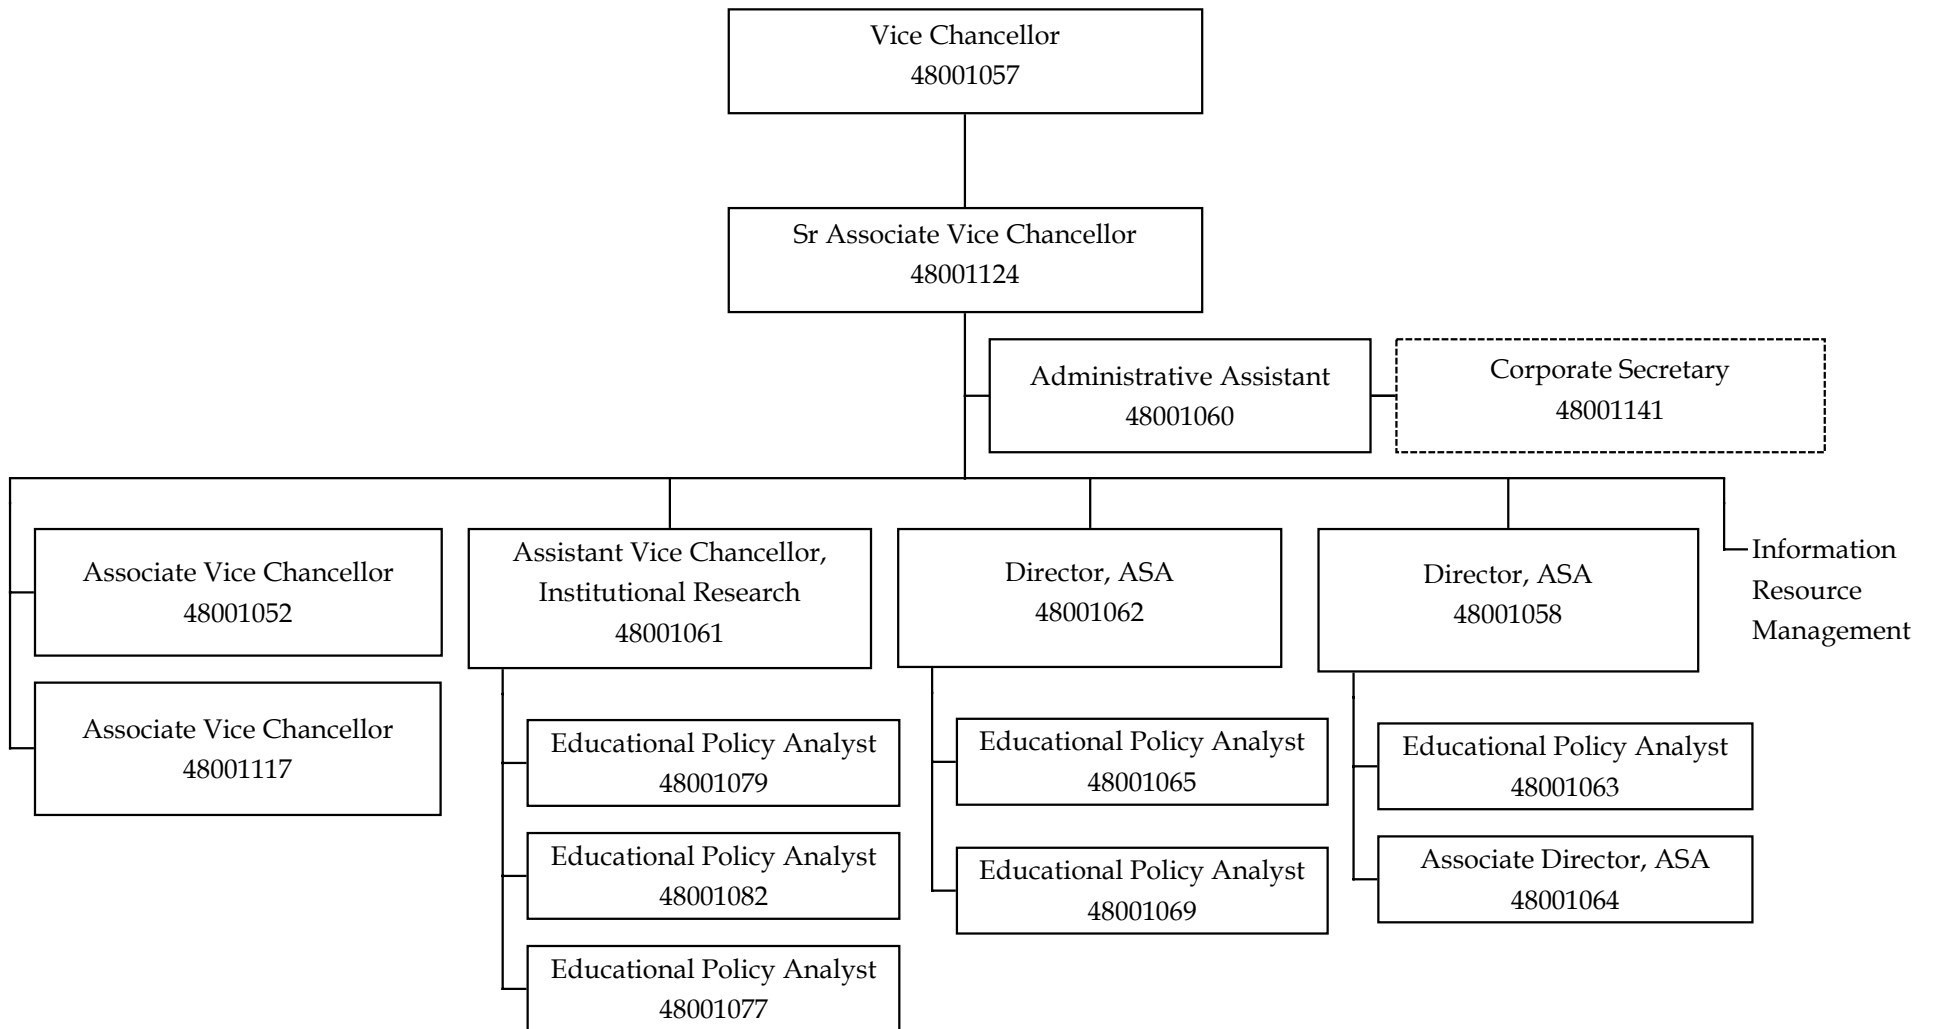 Vice Chancellor
48001057
Sr Associate Vice Chancellor
48001124
Administrative Assistant
48001060
Corporate Secretary
48001141
Associate Vice Chancellor
48001052
Associate Vice Chancellor
48001117
Assistant Vice Chancellor,
Institutional Research
48001061
Educational Policy Analyst
48001079
Educational Policy Analyst
48001082
Educational Policy Analyst
48001077
Director, ASA
48001062
Educational Policy Analyst
48001065
Educational Policy Analyst
48001069
Director, ASA
48001058
Educational Policy Analyst
48001063
Associate Director, ASA
48001064
Information
Resource
Management